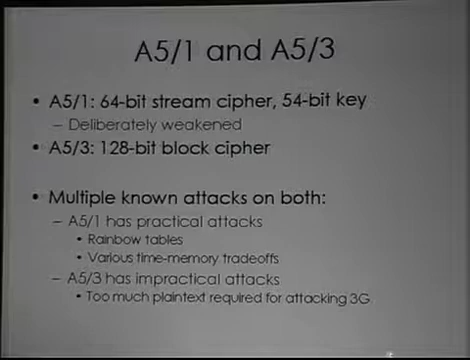 A5/1 and A5/3
• A5/1: 64-bit stream cipher, 54-bit key
– Deliberately weakened
• A5/3: 128-bit block cipher
• Multiple known attacks on both:
– A5/1 has practical attacks
• Rainbow tables
• Various time-memory tradeoffs
– A5/3 has impractical attacks
• Too much plaintext required for attacking 3G